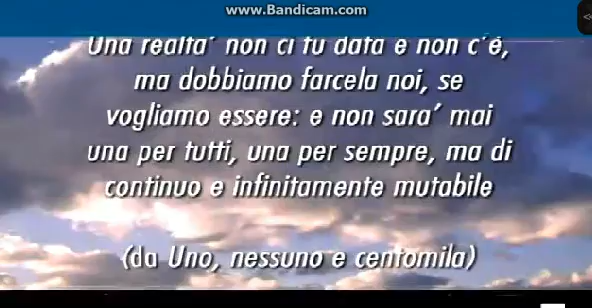 www.Bandicam.com
Una realta' non ci fu data e non c'è,
ma dobbiamo farcela noi, se
vogliamo essere: e non sara' mai
una per tutti, una per sempre, ma di
continuo e infinitamente mutabile
(da Uno, nessuno e centomila)